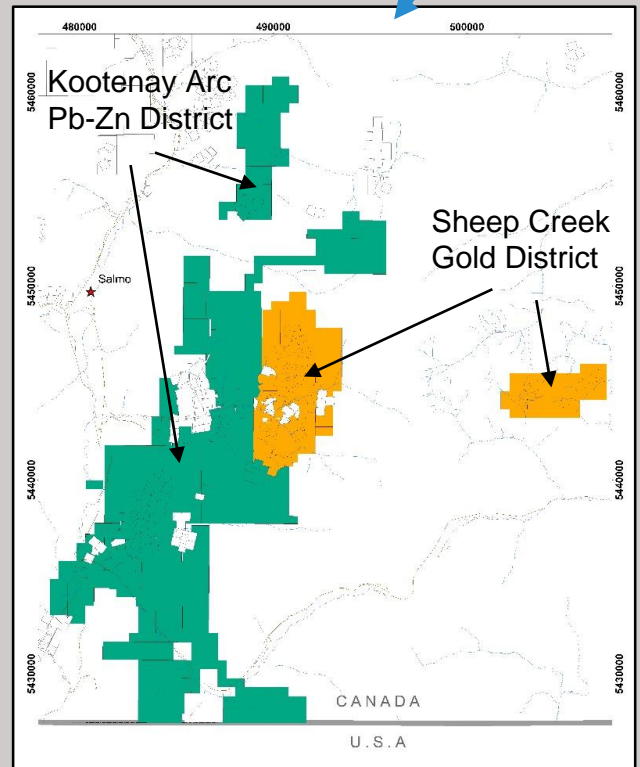 480000 490000 500000
5460000 5460000
Kootenay Arc
Pb-Zn District
Sheep Creek
Gold District
Salmo
5450000 5450000
5440000 5440000
5430000 5430000
CANADA
U.S.A